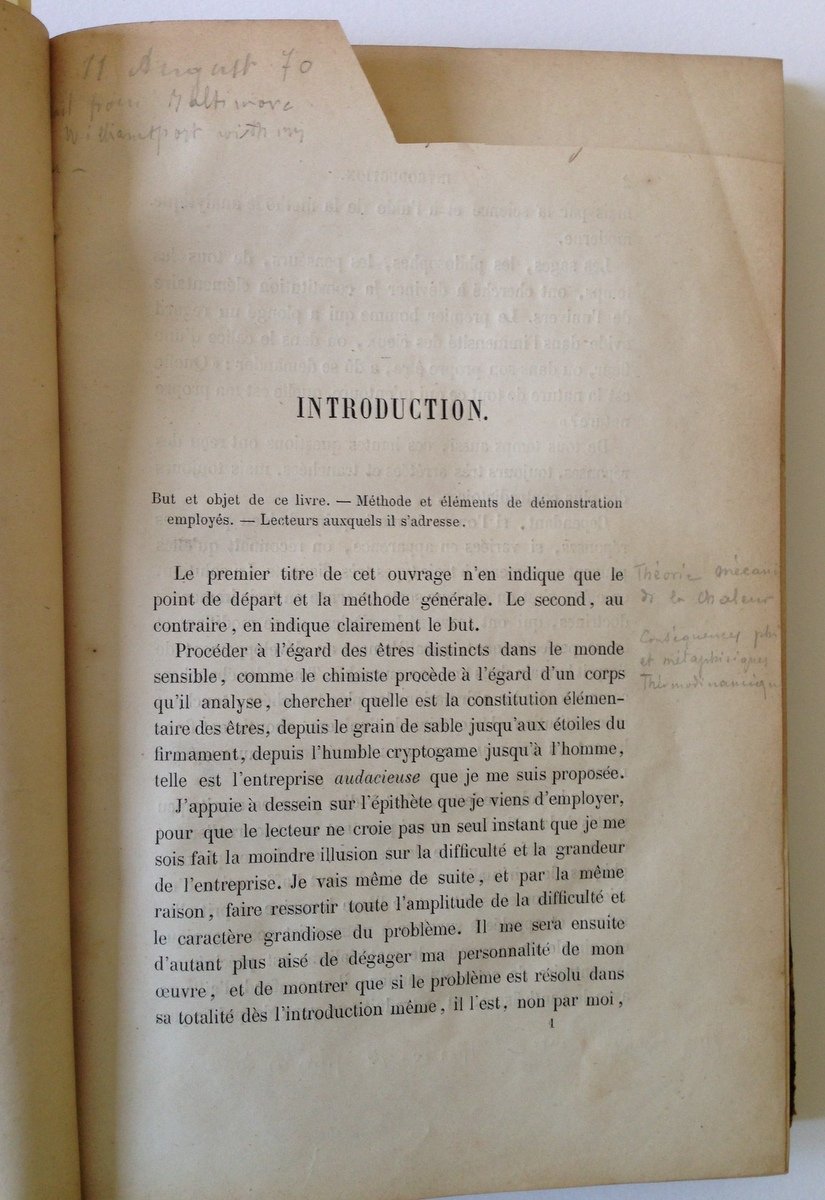 11 August 70
from Baltimore
Williamsport with my
INTRODUCTION.
But et objet de ce livre. — Méthode et éléments de démonstration
employés. — Lecteurs auxquels il s'adresse.
Le premier titre de cet ouvrage n'en indique que le
point de départ et la méthode générale. Le second, au
contraire, en indique clairement le but.
Procéder à l'égard des êtres distincts dans le monde
sensible, comme le chimiste procède à l'égard d'un corps
qu'il analyse, chercher quelle est la constitution élémen-
taire des êtres, depuis le grain de sable jusqu'aux étoiles du
firmament, depuis l'humble cryptogame jusqu'à l'homme,
telle est l'entreprise audacieuse que je me suis proposée.
J'appuie à dessein sur l'épithète que je viens d'employer,
pour que le lecteur ne croie pas un seul instant que je me
sois fait la moindre illusion sur la difficulté et la grandeur
de l'entreprise. Je vais même de suite, et par la même
raison, faire ressortir toute l'amplitude de la difficulté et
le caractère grandiose du problème. Il me sera ensuite
d'autant plus aisé de dégager ma personnalité de mon
œuvre, et de montrer que si le problème est résolu dans
sa totalité dès l'introduction même, il l'est, non par moi,
1
Théorie mécani
de la Chaleur
Conséquences phi
et métaphisiques
Thermodinamiqu